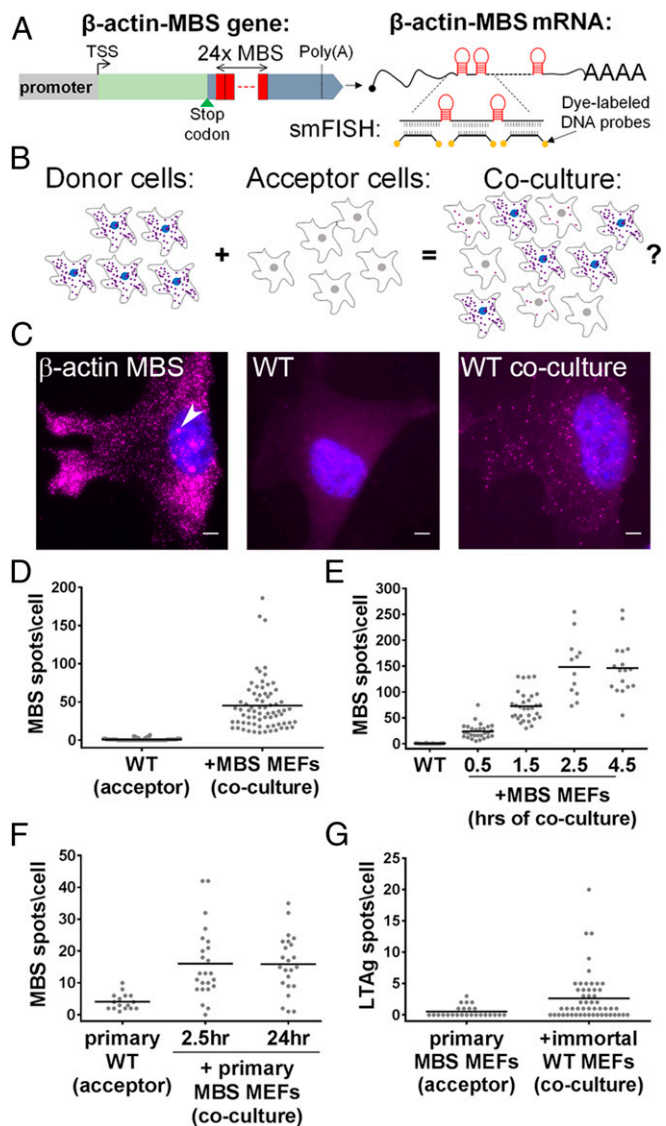 A
β-actin-MBS gene:
β-actin-MBS mRNA:
TSS
24x MBS
Poly(A)
promoter
Stop
codon
AAAA
smFISH:
Dye-labeled
DNA probes
B
Donor cells:
Acceptor cells:
Co-culture:
+
=
?
C
β-actin MBS
WT
WT co-culture
D
MBS spots\cell
200
150
100
50
0
WT
(acceptor)
+MBS MEFs
(co-culture)
E
MBS spots\cell
300
250
200
150
100
50
0
WT
0.5
1.5
2.5
4.5
+MBS MEFs
(hrs of co-culture)
F
MBS spots\cell
50
40
30
20
10
0
primary
WT
(acceptor)
2.5hr
24hr
+ primary
MBS MEFs
(co-culture)
G
LTAg spots\cell
25
20
15
10
5
0
primary
MBS MEFs
(acceptor)
+immortal
WT MEFs
(co-culture)